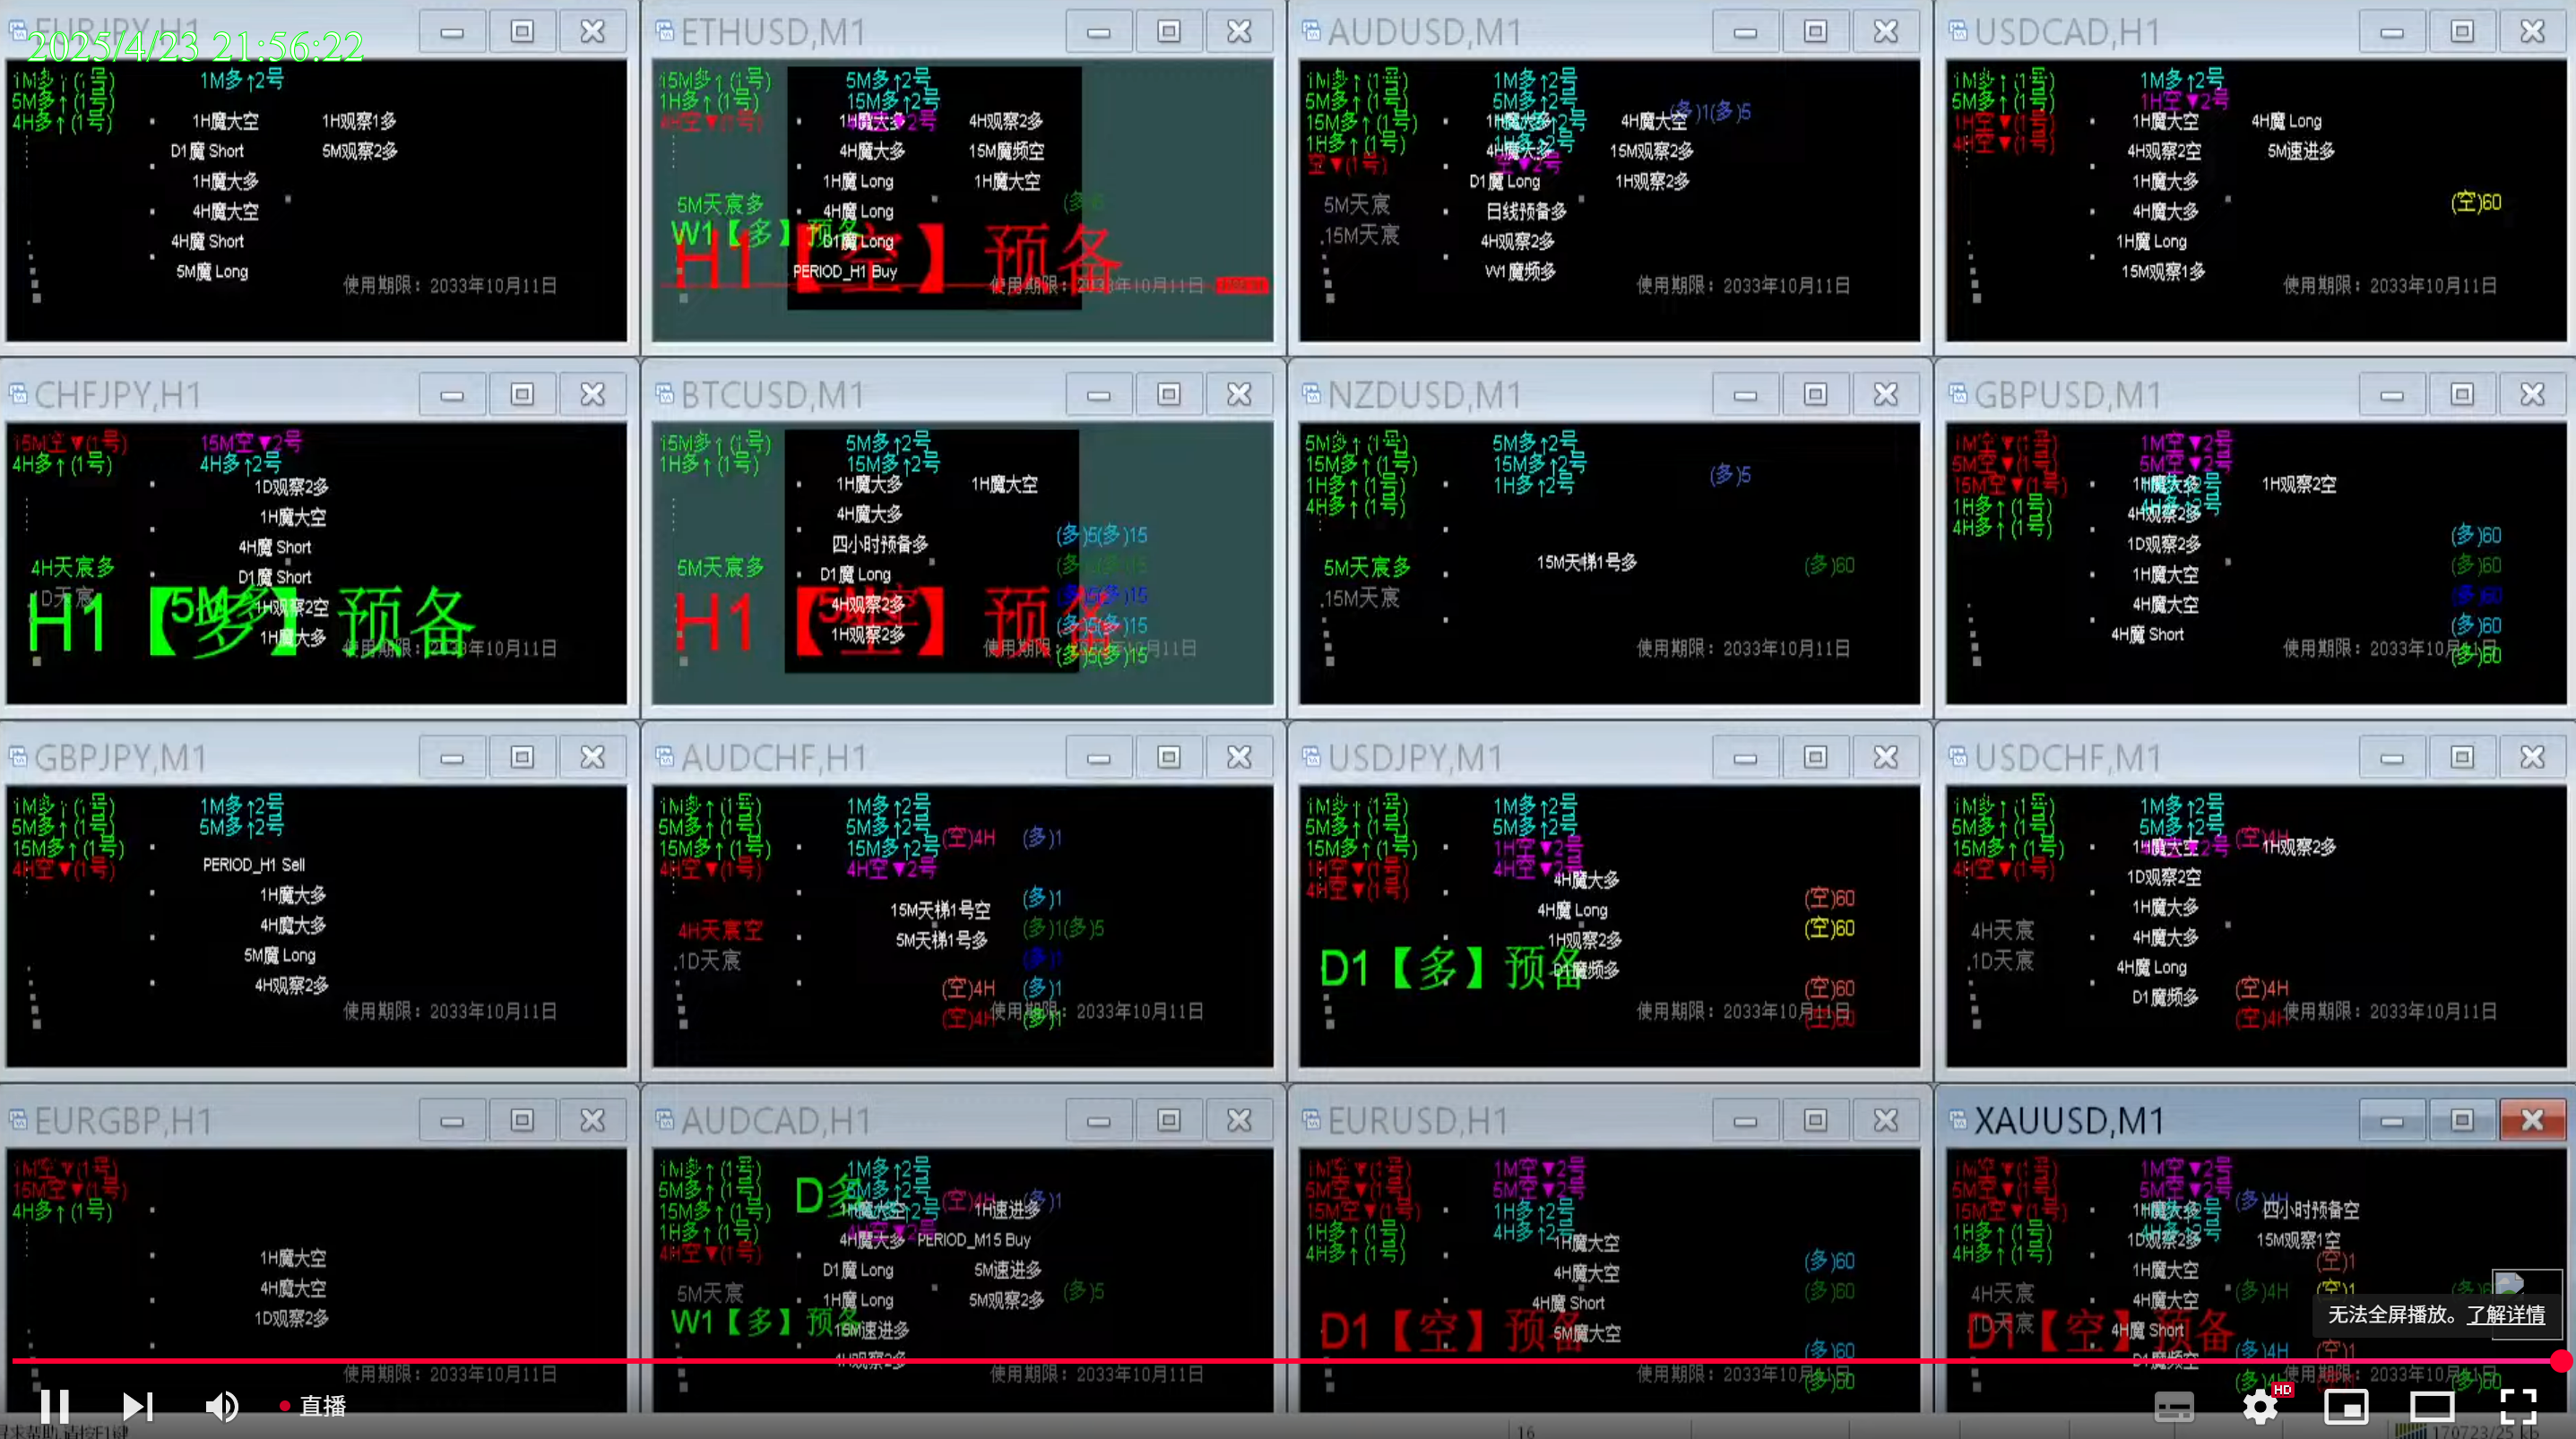 EURJPY,H1
2025/4/23 21:56:22
1M多↑(1号)
1M多↑2号
5M多↑(1号)
4H多↑(1号)
1H魔大空
1H观察1多
D1魔 Short
5M观察2多
1H魔大多
4H魔大空
4H魔 Short
5M魔 Long
使用期限：2033年10月11日
ETHUSD,M1
15M多↑(1号)
5M多↑2号
1H多↑(1号)
15M多↑2号
4H空▼(1号)
4H观察2多
4H魔大多
15M魔频空
1H魔 Long
1H魔大空
5M天宸多
4H魔 Long
W1【多】预备
D1魔 Long
H1【空】预备
PERIOD_H1 Buy
使用期限：2033年10月11日
AUDUSD,M1
1M多↑(1号)
1M多↑2号
5M多↑(1号)
5M多↑2号
(多)1(多)5
15M多↑(1号)
4H魔大空
1H多↑(1号)
4H魔大多
15M观察2多
空▼(1号)
空▼2号
D1魔 Long
1H观察2多
5M天宸
日线预备多
15M天宸
4H观察2多
W1魔频多
使用期限：2033年10月11日
USDCAD,H1
1M多↑(1号)
1M多↑2号
5M多↑(1号)
1H空▼2号
1H空▼(1号)
1H魔大空
4H魔 Long
4H空▼(1号)
4H观察2空
5M速进多
1H魔大多
4H魔大多
(空)60
1H魔 Long
15M观察1多
使用期限：2033年10月11日
CHFJPY,H1
15M空▼(1号)
15M空▼2号
4H多↑(1号)
4H多↑2号
1D观察2多
1H魔大空
4H魔 Short
4H天宸多
D1魔 Short
1D天宸
H1【多】预备
1H观察2空
1H魔大多
使用期限：2033年10月11日
BTCUSD,M1
15M多↑(1号)
5M多↑2号
1H多↑(1号)
15M多↑2号
1H魔大多
1H魔大空
4H魔大多
四小时预备多
(多)5(多)15
5M天宸多
D1魔 Long
H1【空】预备
4H观察2多
(多)5(多)15
1H观察2多
(多)5(多)15
NZDUSD,M1
5M多↑(1号)
5M多↑2号
15M多↑(1号)
15M多↑2号
(多)5
1H多↑(1号)
1H多↑2号
4H多↑(1号)
15M天梯1号多
5M天宸多
(多)60
15M天宸
使用期限：2033年10月11日
GBPUSD,M1
1M空▼(1号)
1M空▼2号
5M空▼(1号)
5M空▼2号
15M空▼(1号)
1H魔大多
1H观察2空
1H多↑(1号)
4H观察2多
4H多↑(1号)
1D观察2多
(多)60
1H魔大空
(多)60
4H魔大空
(多)60
4H魔 Short
(多)60
使用期限：2033年10月11日
(多)60
GBPJPY,M1
1M多↑(1号)
1M多↑2号
5M多↑(1号)
5M多↑2号
15M多↑(1号)
4H空▼(1号)
PERIOD_H1 Sell
1H魔大多
4H魔大多
5M魔 Long
4H观察2多
使用期限：2033年10月11日
AUDCHF,H1
1M多↑(1号)
1M多↑2号
5M多↑(1号)
5M多↑2号
(空)4H
(多)1
15M多↑(1号)
15M多↑2号
4H空▼(1号)
4H空▼2号
(多)1
15M天梯1号空
4H天宸空
5M天梯1号多
(多)1(多)5
1D天宸
(多)1
(空)4H
(多)1
(空)4H
(多)1
使用期限：2033年10月11日
USDJPY,M1
1M多↑(1号)
1M多↑2号
5M多↑(1号)
5M多↑2号
15M多↑(1号)
1H空▼2号
1H空▼(1号)
4H空▼2号
4H空▼(1号)
4H魔大多
4H魔 Long
(空)60
1H观察2多
(空)60
D1【多】预备
D1魔频多
(空)60
使用期限：2033年10月11日
USDCHF,M1
1M多↑(1号)
1M多↑2号
5M多↑(1号)
5M多↑2号
(空)4H
15M多↑(1号)
1H魔大空
1H观察2多
4H空▼(1号)
1D观察2空
1H魔大多
4H天宸
4H魔大多
1D天宸
4H魔 Long
D1魔频多
(空)4H
(空)4H
使用期限：2033年10月11日
EURGBP,H1
1M空▼(1号)
15M空▼(1号)
4H多↑(1号)
1H魔大空
4H魔大空
1D观察2多
使用期限：2033年10月11日
AUDCAD,H1
1M多↑(1号)
1M多↑2号
5M多↑(1号)
D多
5M多↑2号
(空)4H
(多)1
15M多↑(1号)
1H魔大空
1H速进多
1H多↑(1号)
4H空▼(1号)
4H魔大多
PERIOD_M15 Buy
D1魔 Long
5M速进多
5M天宸
1H魔 Long
5M观察2多
(多)5
W1【多】预备
15M速进多
4H观察2多
使用期限：2033年10月11日
EURUSD,H1
1M空▼(1号)
1M空▼2号
5M空▼(1号)
5M空▼2号
15M空▼(1号)
1H多↑2号
1H多↑(1号)
4H多↑2号
4H多↑(1号)
1H魔大空
4H魔大空
(多)60
4H魔 Short
(多)60
D1【空】预备
5M魔大空
(多)60
使用期限：2033年10月11日
XAUUSD,M1
1M空▼(1号)
1M空▼2号
5M空▼(1号)
5M空▼2号
15M空▼(1号)
1H魔大多
(多)4H
四小时预备空
1H多↑(1号)
1D观察2多
15M观察1空
4H多↑(1号)
1H魔大空
(空)1
4H天宸
4H魔大空
(多)4H
(空)1
1D天宸
D1【空】预备
4H魔 Short
(多)4H
(空)1
D1魔频空
使用期限：2033年10月11日
无法全屏播放。了解详情
直播
HD
16
170723/25 kb